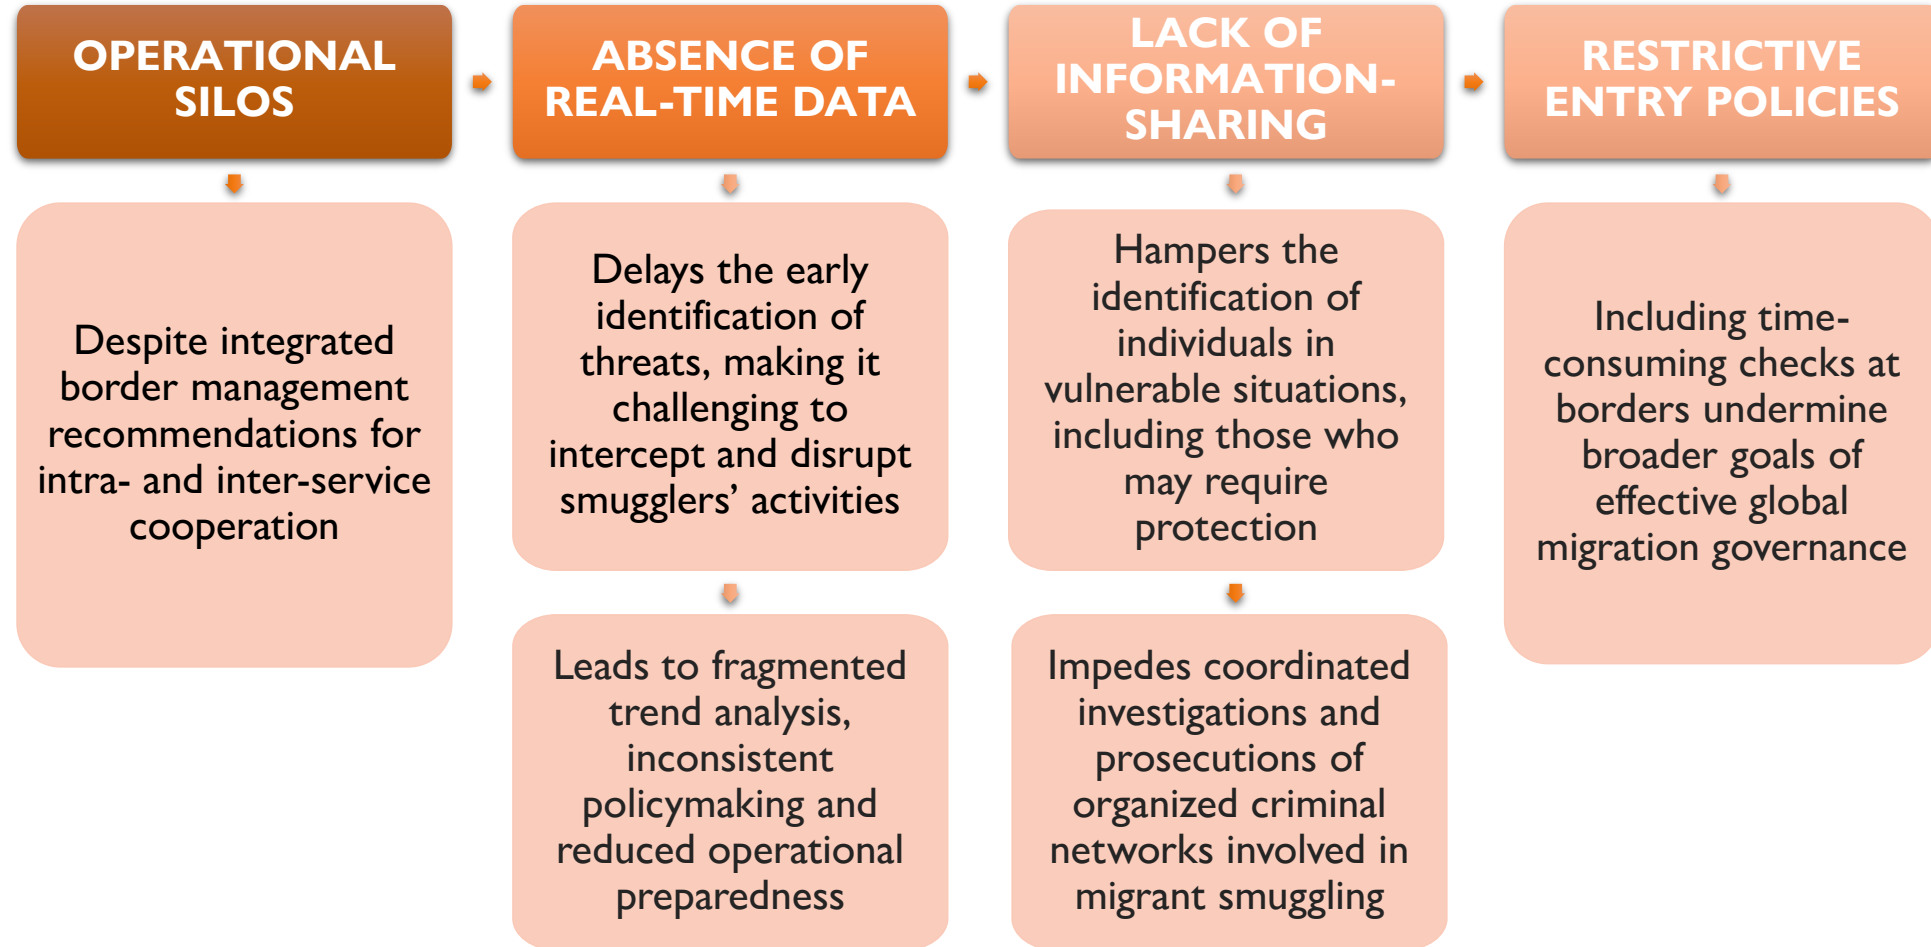 OPERATIONAL
SILOS
Despite integrated
border management
recommendations for
intra- and inter-service
cooperation
ABSENCE OF
REAL-TIME DATA
Delays the early
identification of
threats, making it
challenging to
intercept and disrupt
smugglers’ activities
Leads to fragmented
trend analysis,
inconsistent
policymaking and
reduced operational
preparedness
LACK OF
INFORMATION-
SHARING
Hampers the
identification of
individuals in
vulnerable situations,
including those who
may require
protection
Impedes coordinated
investigations and
prosecutions of
organized criminal
networks involved in
migrant smuggling
RESTRICTIVE
ENTRY POLICIES
Including time-
consuming checks at
borders undermine
broader goals of
effective global
migration governance